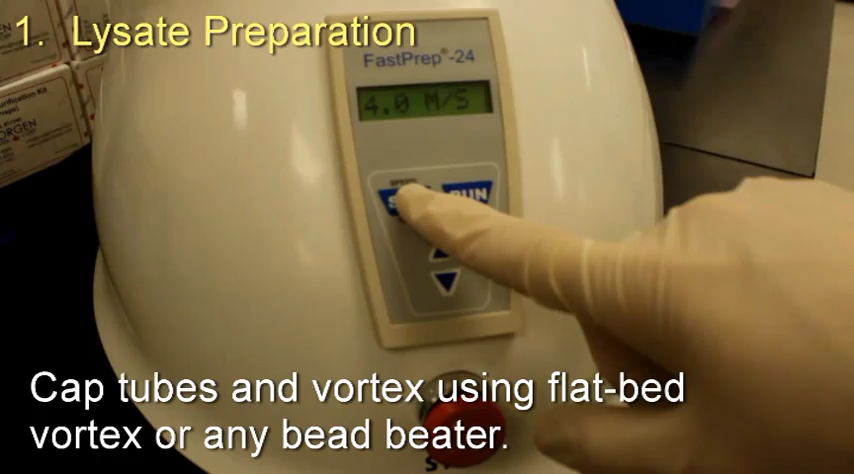 1. Lysate Preparation
FastPrep®-24
4.0 M/S
RUN
Cap tubes and vortex using flat-bed
vortex or any bead beater.